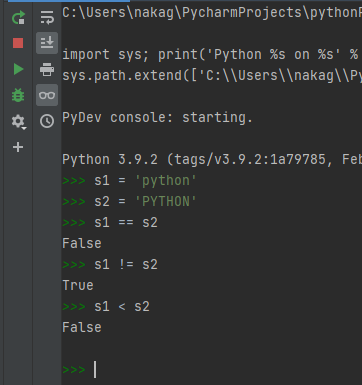 C:\Users\nakag\PycharmProjects\pythonP
import sys; print('Python %s on %s' %
sys.path.extend(['C:\\Users\\nakag\\Py
PyDev console: starting.
Python 3.9.2 (tags/v3.9.2:1a79785, Feb
>>> s1 = 'python'
>>> s2 = 'PYTHON'
>>> s1 == s2
False
>>> s1 != s2
True
>>> s1 < s2
False
>>>